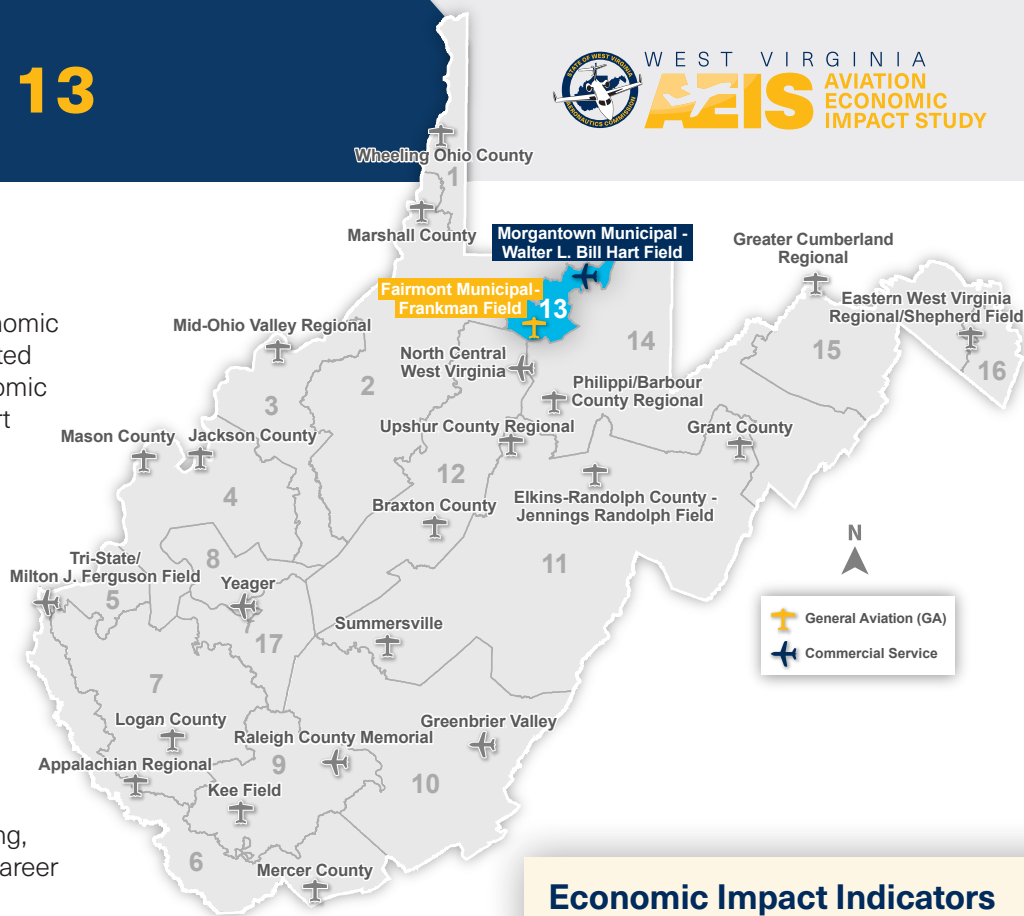 13
STATE OF WEST VIRGINIA
AERONAUTICS COMMISSION
WEST VIRGINIA
AEIS
AVIATION
ECONOMIC
IMPACT STUDY
nomic
ted
omic
rt
ng,
areer
Wheeling Ohio County
1
Marshall County
Morgantown Municipal -
Walter L. Bill Hart Field
Greater Cumberland
Regional
Fairmont Municipal-
Frankman Field
13
Eastern West Virginia
Regional/Shepherd Field
Mid-Ohio Valley Regional
14
15
16
North Central
West Virginia
2
Philippi/Barbour
County Regional
3
Mason County
Jackson County
Upshur County Regional
Grant County
12
4
Braxton County
Elkins-Randolph County -
Jennings Randolph Field
N
8
11
Tri-State/
Milton J. Ferguson Field
5
Yeager
General Aviation (GA)
Commercial Service
17
Summersville
7
Logan County
Greenbrier Valley
Raleigh County Memorial
Appalachian Regional
9
10
Kee Field
6
Mercer County
Economic Impact Indicators